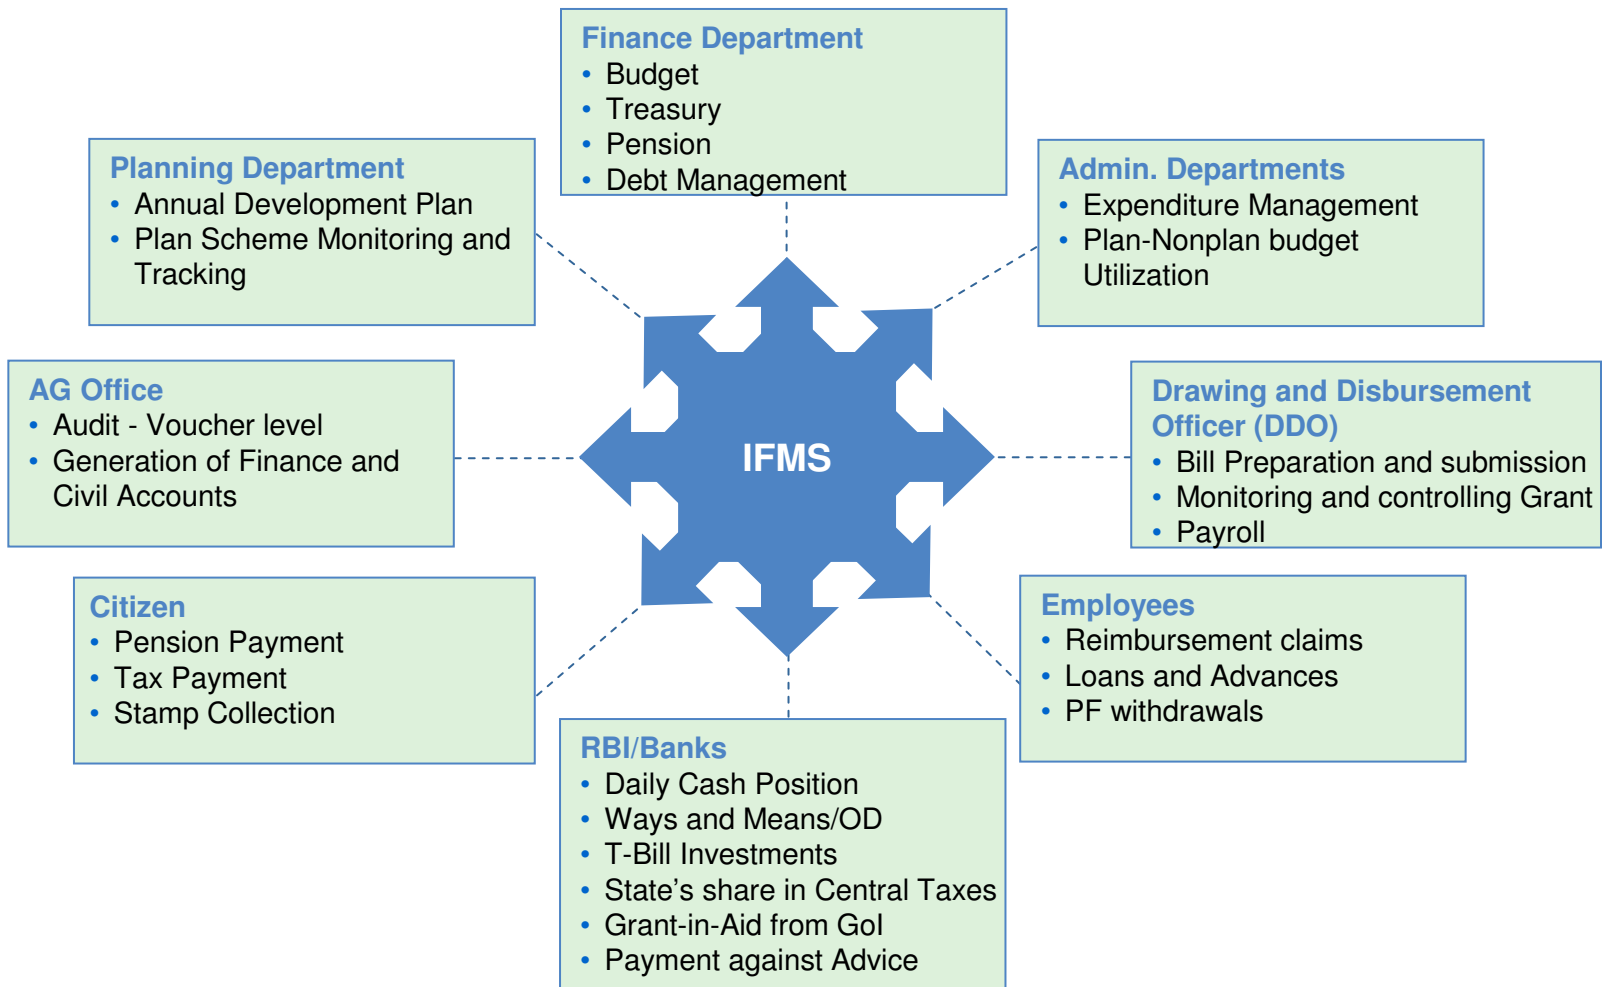 Finance Department
• Budget
• Treasury
• Pension
• Debt Management
Planning Department
• Annual Development Plan
• Plan Scheme Monitoring and
Tracking
Admin. Departments
• Expenditure Management
• Plan-Nonplan budget
Utilization
AG Office
• Audit - Voucher level
• Generation of Finance and
Civil Accounts
IFMS
Drawing and Disbursement
Officer (DDO)
• Bill Preparation and submission
• Monitoring and controlling Grant
• Payroll
Citizen
• Pension Payment
• Tax Payment
• Stamp Collection
Employees
• Reimbursement claims
• Loans and Advances
• PF withdrawals
RBI/Banks
• Daily Cash Position
• Ways and Means/OD
• T-Bill Investments
• State’s share in Central Taxes
• Grant-in-Aid from GoI
• Payment against Advice